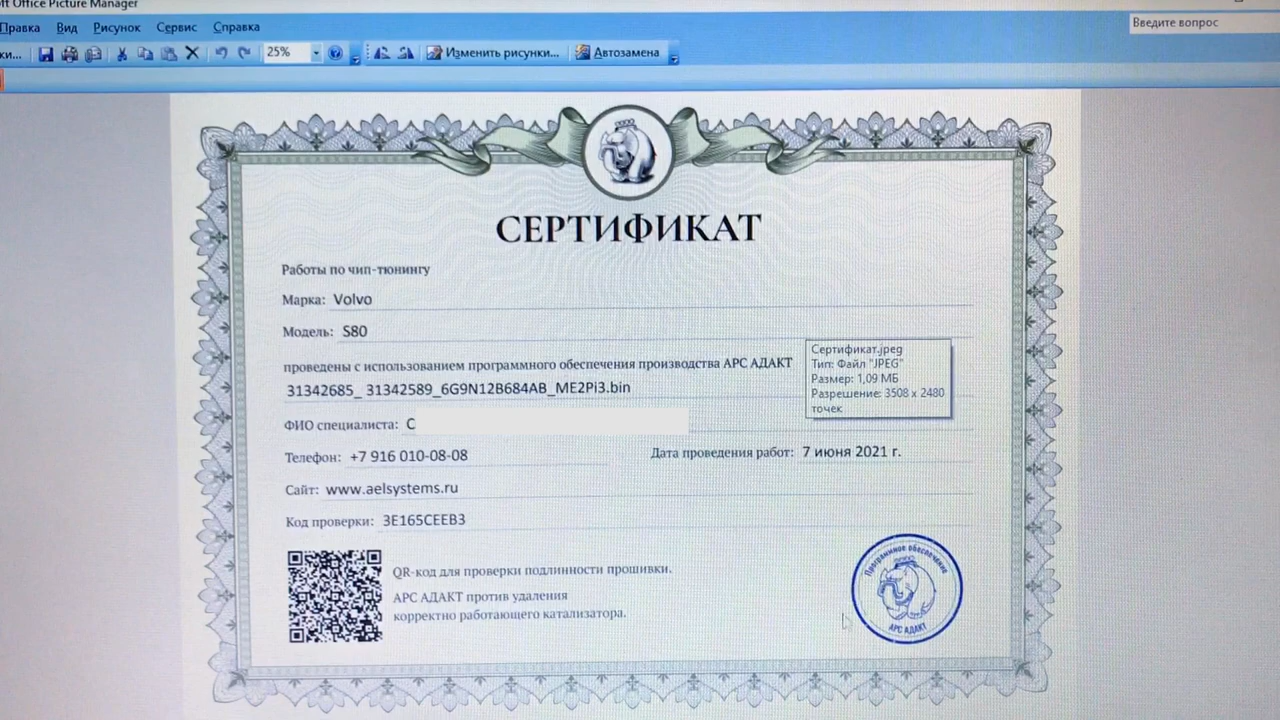 ft Office Picture Manager
Правка Вид Рисунок Сервис Справка
Введите вопрос
ки... 25% Изменить рисунки... Автозамена
СЕРТИФИКАТ
Работы по чип-тюнингу
Марка: Volvo
Модель: S80
проведены с использованием программного обеспечения производства АРС АДАКТ
31342685_ 31342589_6G9N12B684AB_ME2Pi3.bin
Сертификат.jpeg
Тип: Файл "JPEG"
Размер: 1,09 МБ
Разрешение: 3508 x 2480
точек
ФИО специалиста: С
Телефон: +7 916 010-08-08 Дата проведения работ: 7 июня 2021 г.
Сайт: www.aelsystems.ru
Код проверки: 3E165CEEB3
QR-код для проверки подлинности прошивки.
АРС АДАКТ против удаления
корректно работающего катализатора.
Программное обеспечение
АРС АДАКТ